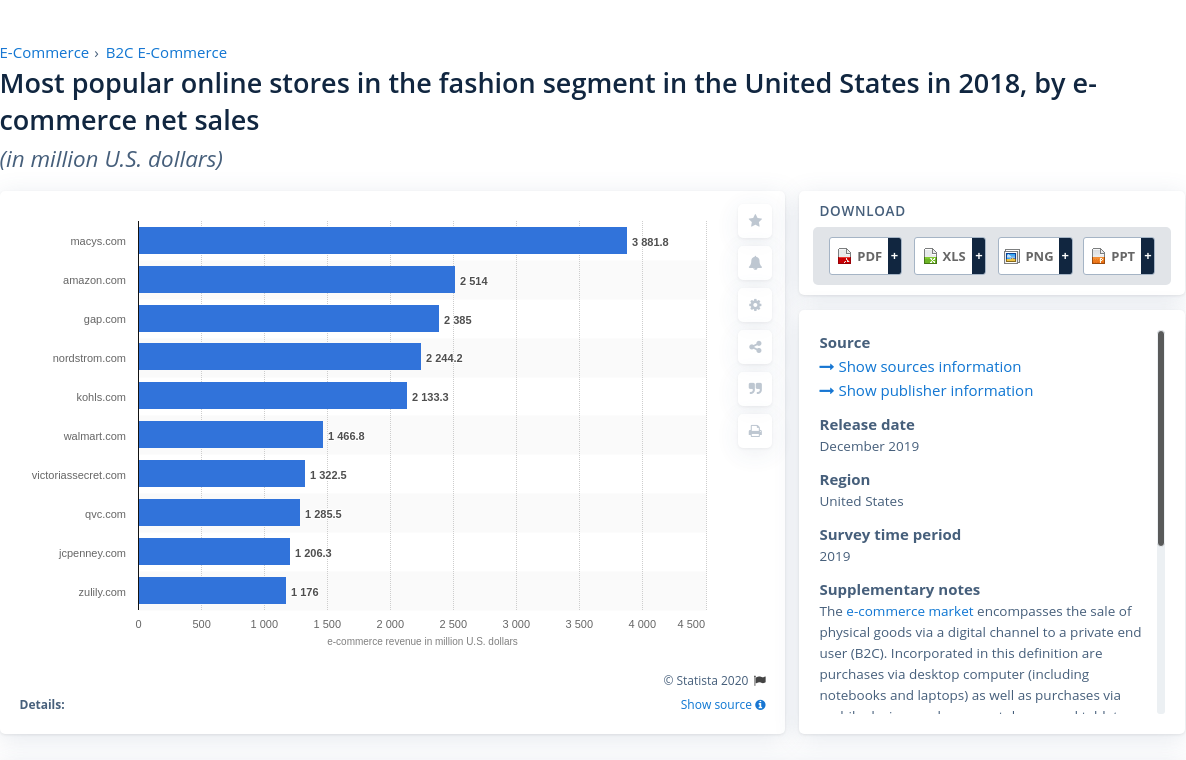 E-Commerce › B2C E-Commerce
Most popular online stores in the fashion segment in the United States in 2018, by e-
commerce net sales
(in million U.S. dollars)
macys.com 3 881.8
amazon.com 2 514
gap.com 2 385
nordstrom.com 2 244.2
kohls.com 2 133.3
walmart.com 1 466.8
victoriassecret.com 1 322.5
qvc.com 1 285.5
jcpenney.com 1 206.3
zulily.com 1 176
0 500 1 000 1 500 2 000 2 500 3 000 3 500 4 000 4 500
e-commerce revenue in million U.S. dollars
© Statista 2020
Details: Show source
DOWNLOAD
PDF + XLS + PNG + PPT +
Source
Show sources information
Show publisher information
Release date
December 2019
Region
United States
Survey time period
2019
Supplementary notes
The e-commerce market encompasses the sale of
physical goods via a digital channel to a private end
user (B2C). Incorporated in this definition are
purchases via desktop computer (including
notebooks and laptops) as well as purchases via